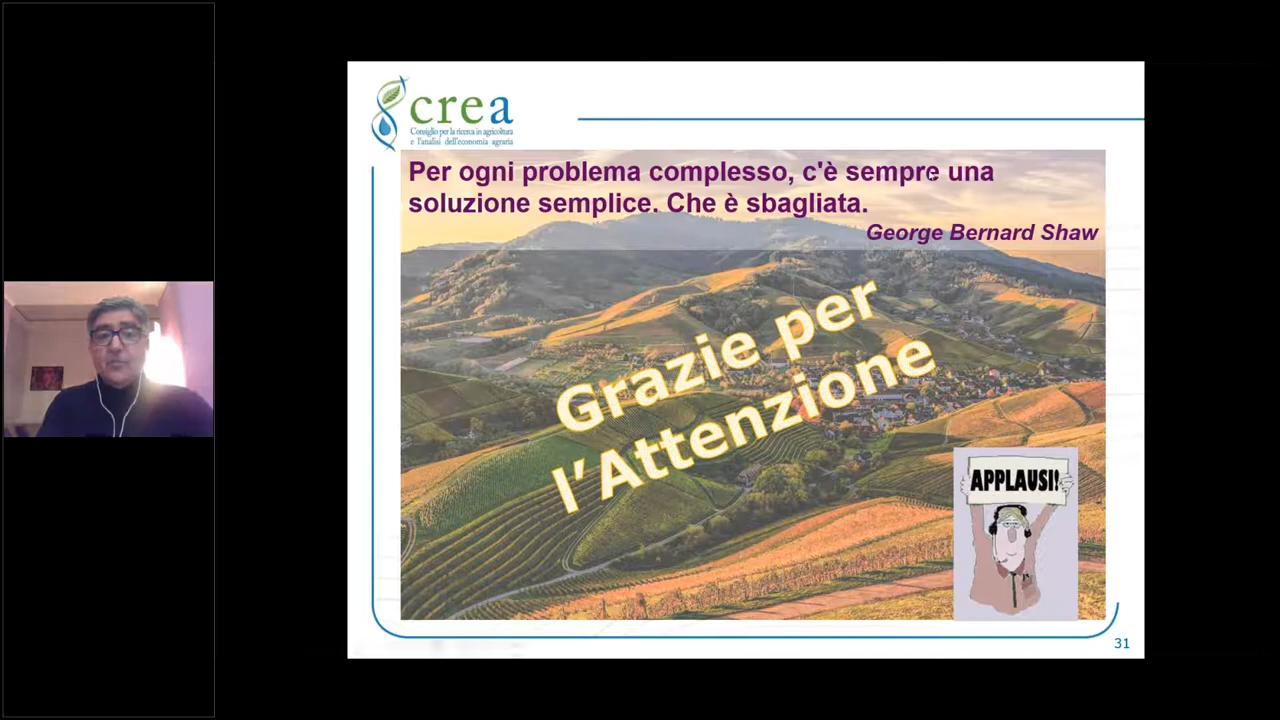 crea
Consiglio per la ricerca in agricoltura
e l'analisi dell'economia agraria
Per ogni problema complesso, c'è sempre una
soluzione semplice. Che è sbagliata.
George Bernard Shaw
Grazie per
l’Attenzione
APPLAUSI!
31